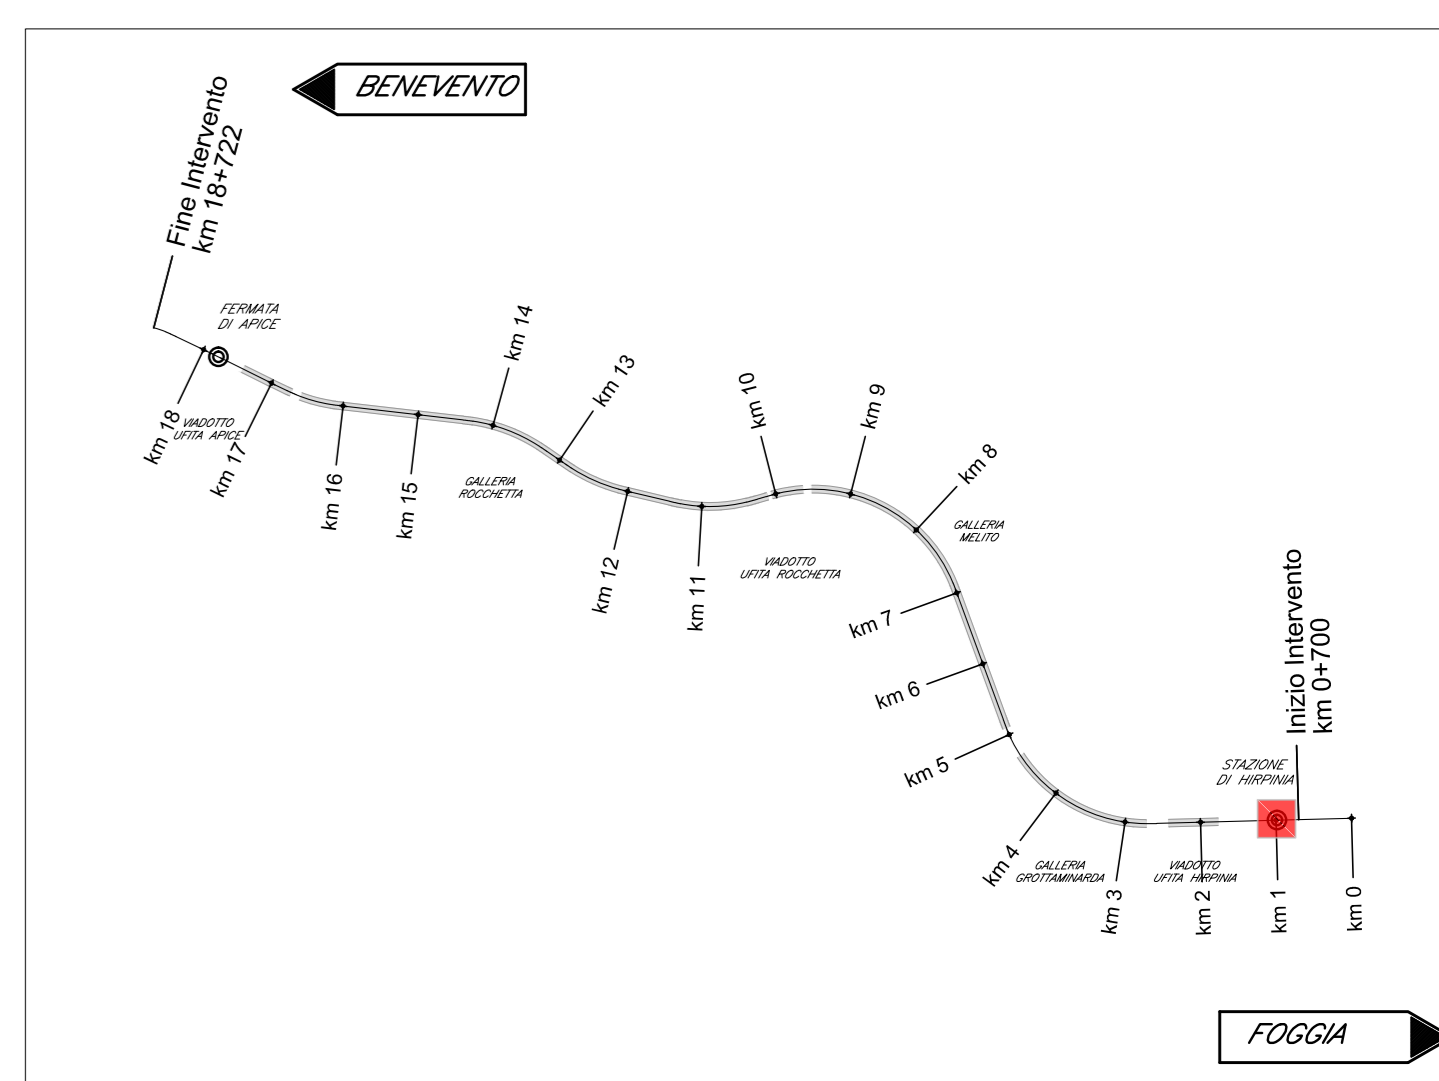 BENEVENTO
Fine Intervento
km 18+722
FERMATA
DI APICE
km 18
VIADOTTO
UFITA APICE
km 17
km 16
km 15
km 14
GALLERIA
ROCCHETTA
km 13
km 12
km 11
km 10
VIADOTTO
UFITA ROCCHETTA
km 9
km 8
GALLERIA
MELITO
km 7
km 6
km 5
km 4
GALLERIA
GROTTAMINARDA
km 3
VIADOTTO
UFITA HIRPINIA
km 2
STAZIONE
DI HIRPINIA
km 1
Inizio Intervento
km 0+700
km 0
FOGGIA